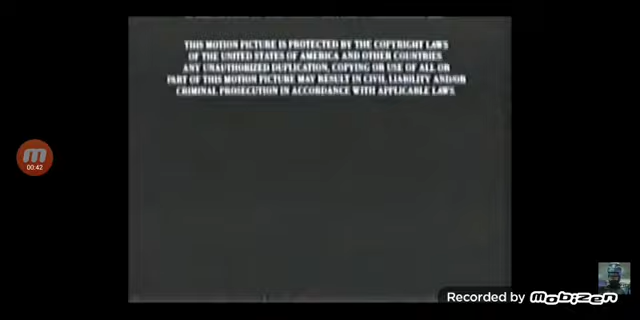 THIS MOTION PICTURE IS PROTECTED BY THE COPYRIGHT LAWS
OF THE UNITED STATES OF AMERICA AND OTHER COUNTRIES
ANY UNAUTHORIZED DUPLICATION, COPYING OR USE OF ALL OR
PART OF THIS MOTION PICTURE MAY RESULT IN CIVIL LIABILITY AND/OR
CRIMINAL PROSECUTION IN ACCORDANCE WITH APPLICABLE LAWS.
00:42
Recorded by mobizen